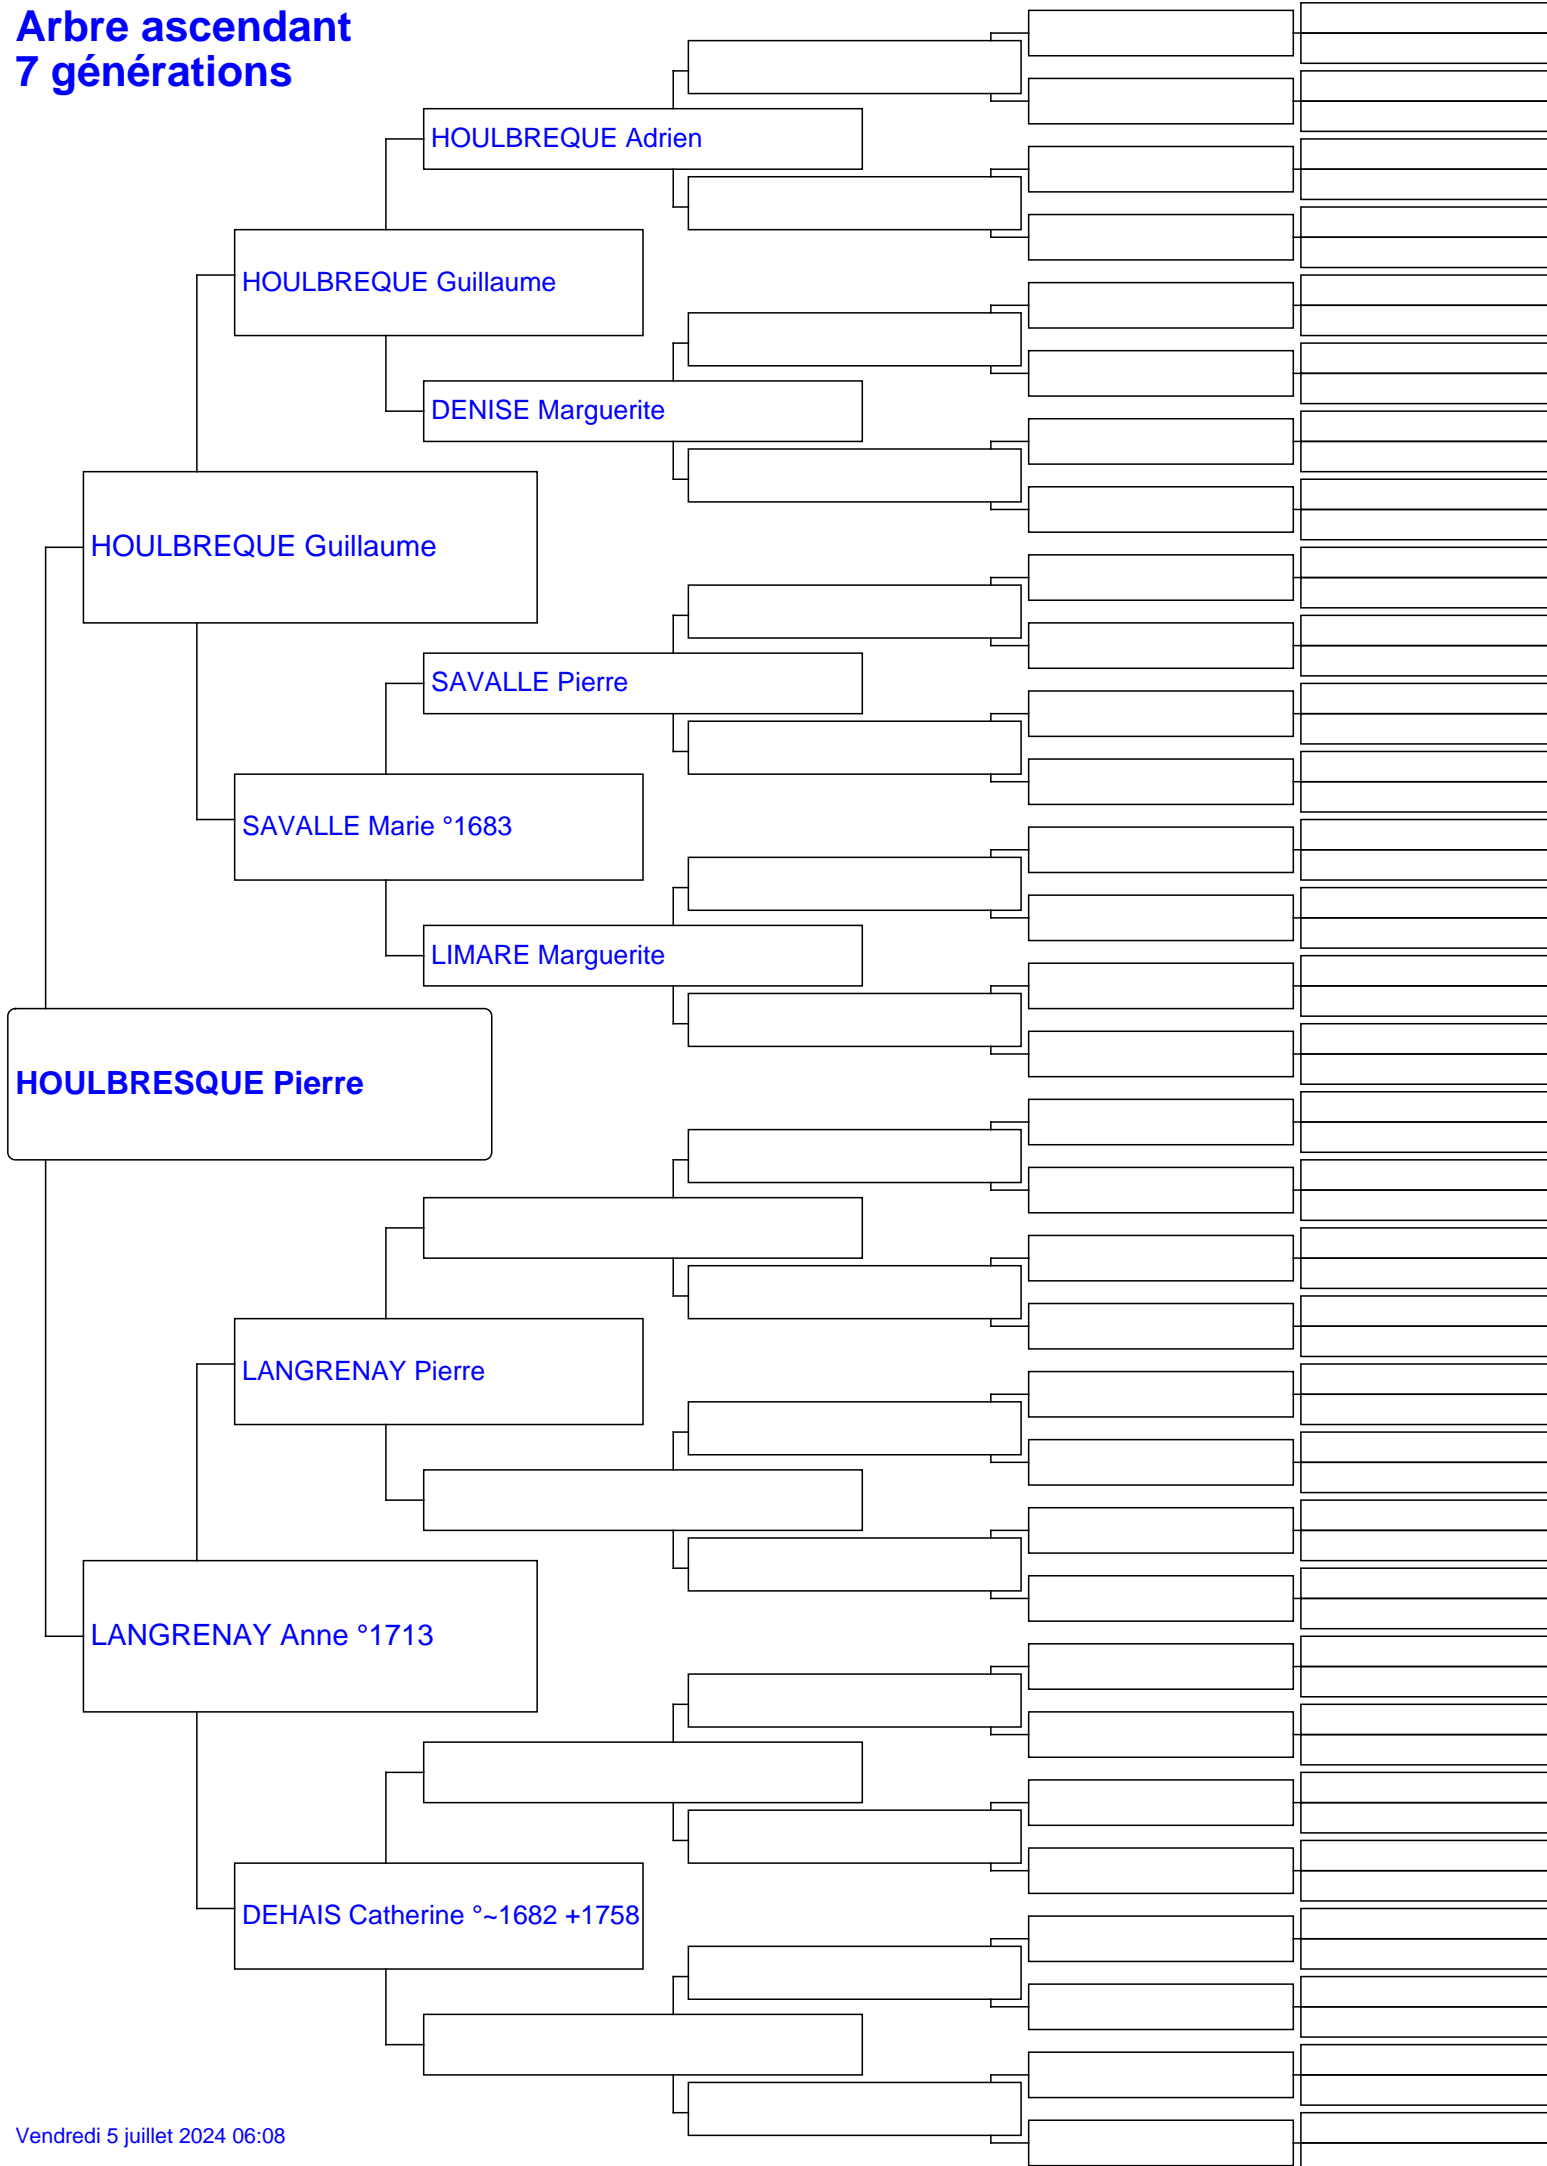 Arbre ascendant
7 générations
HOULBREQUE Adrien
HOULBREQUE Guillaume
DENISE Marguerite
HOULBREQUE Guillaume
SAVALLE Pierre
SAVALLE Marie °1683
LIMARE Marguerite
HOULBRESQUE Pierre
LANGRENAY Pierre
LANGRENAY Anne °1713
DEHAIS Catherine °~1682 +1758
Vendredi 5 juillet 2024 06:08